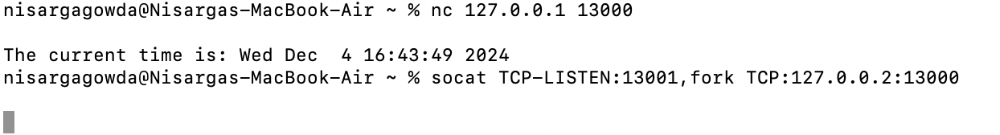 nisargagowda@Nisargas-MacBook-Air ~ % nc 127.0.0.1 13000
The current time is: Wed Dec  4 16:43:49 2024
nisargagowda@Nisargas-MacBook-Air ~ % socat TCP-LISTEN:13001,fork TCP:127.0.0.2:13000